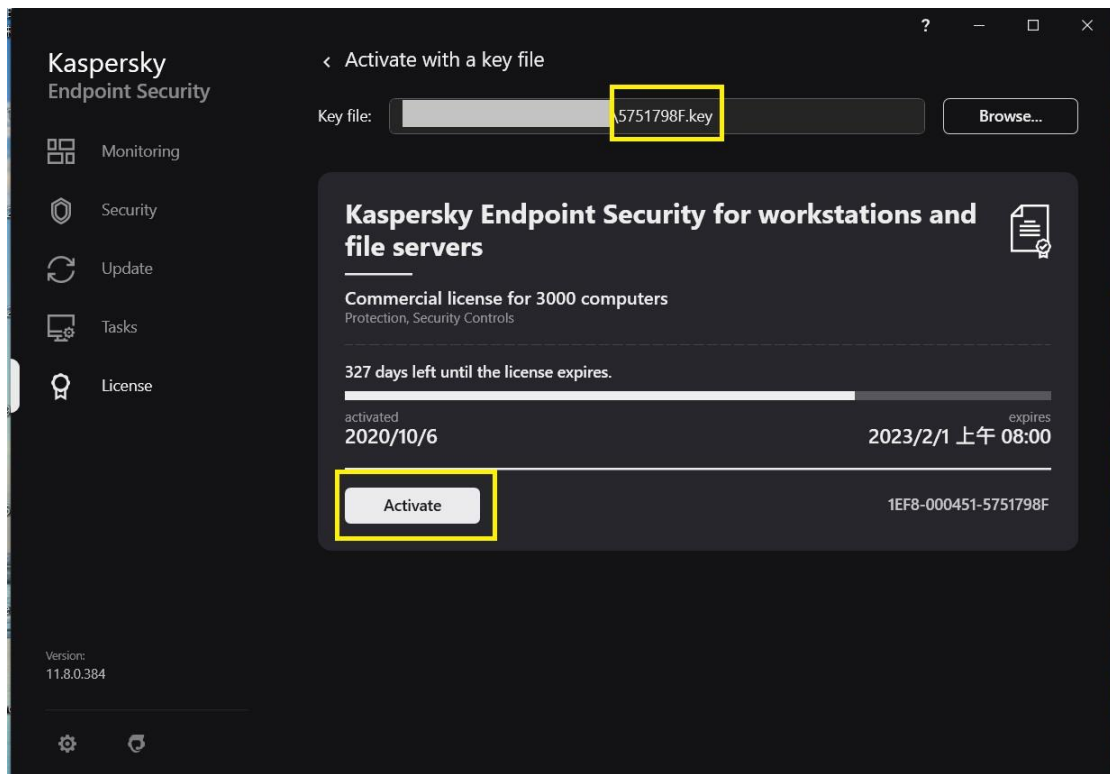 ?
Kaspersky
Endpoint Security
Monitoring
Security
Update
Tasks
License
Version:
11.8.0.384
‹ Activate with a key file
Key file: \5751798F.key Browse...
Kaspersky Endpoint Security for workstations and
file servers
Commercial license for 3000 computers
Protection, Security Controls
327 days left until the license expires.
activated expires
2020/10/6 2023/2/1 上午 08:00
Activate 1EF8-000451-5751798F